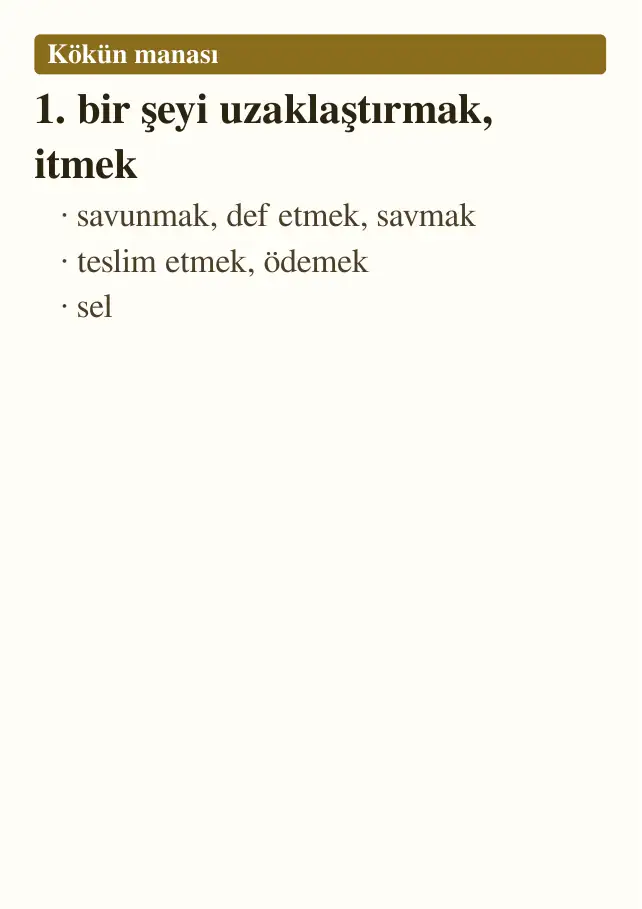 Kökün manası
1. bir şeyi uzaklaştırmak,
itmek
· savunmak, def etmek, savmak
· teslim etmek, ödemek
· sel